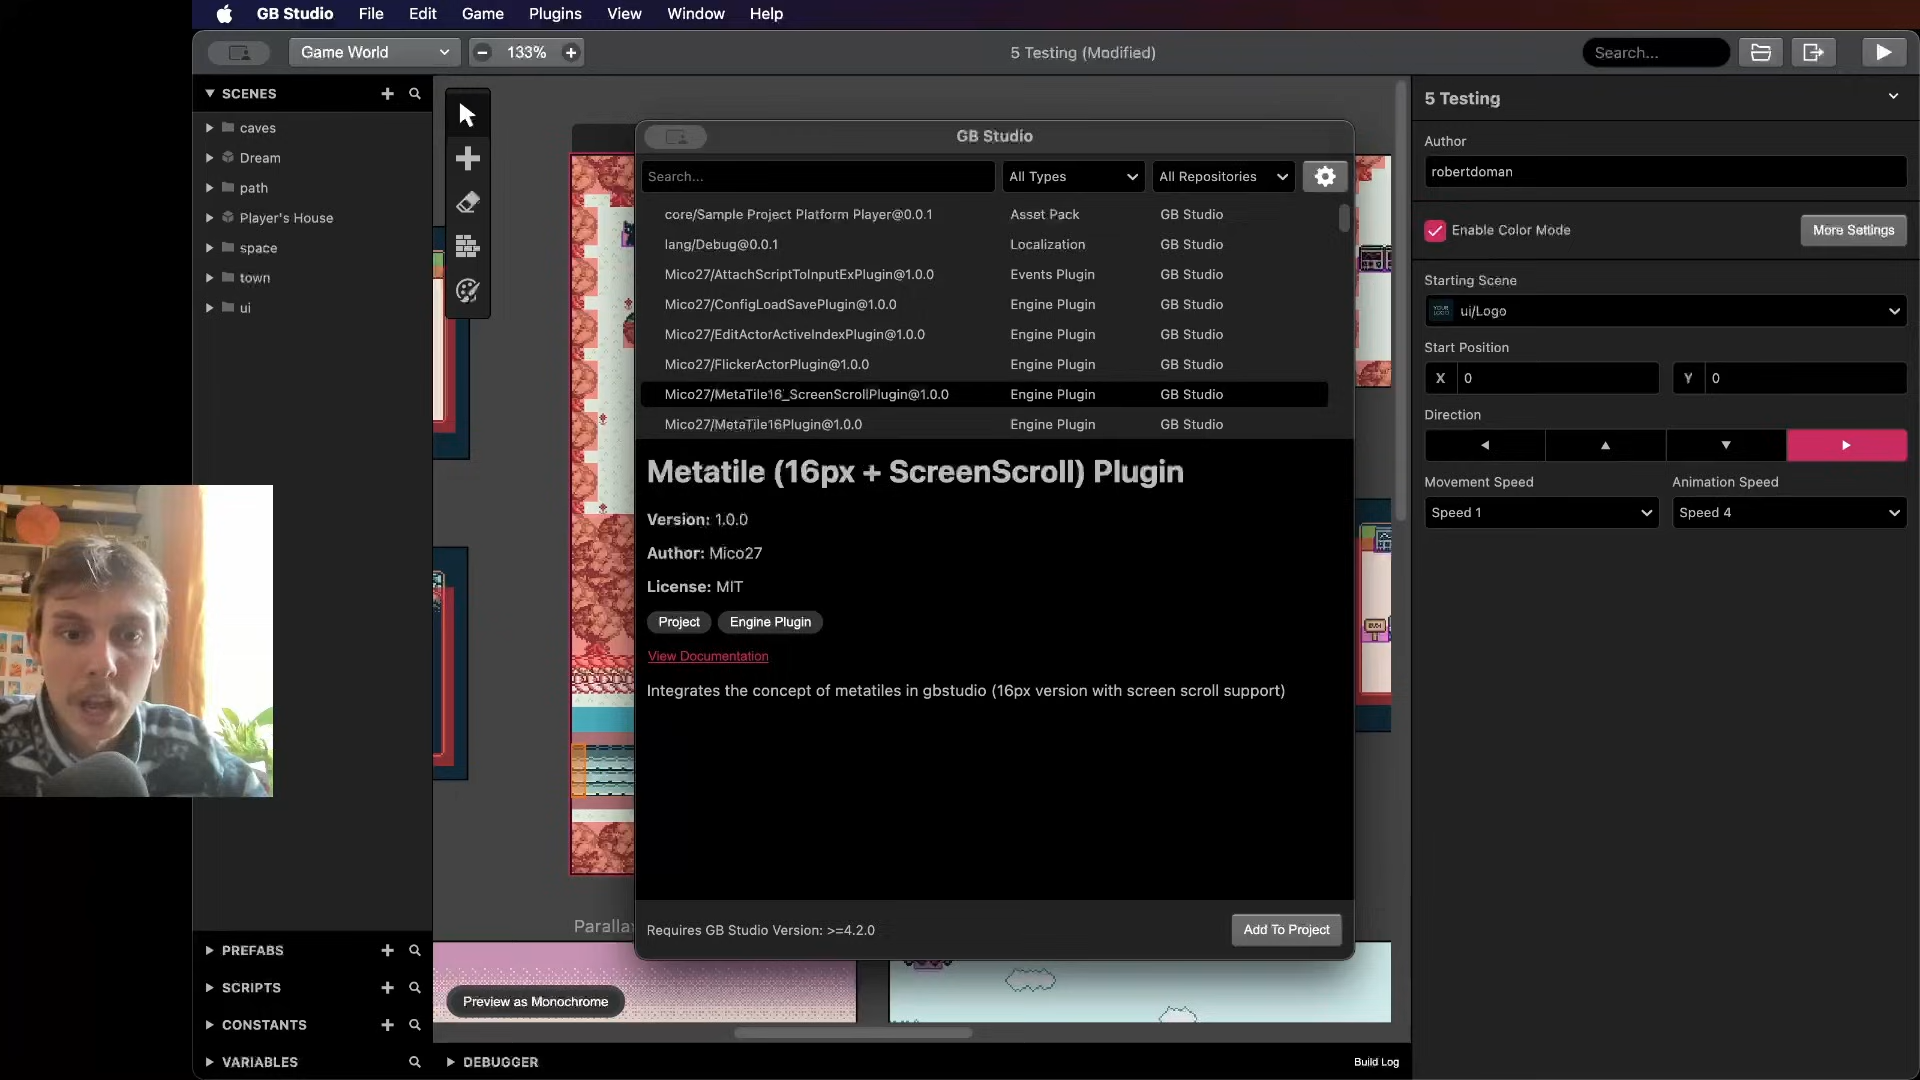 GB Studio File Edit Game Plugins View Window Help
Game World 133% 5 Testing (Modified) Search...
SCENES
caves
Dream
path
Player's House
space
town
ui
PREFABS
SCRIPTS
CONSTANTS
VARIABLES
GB Studio
Search... All Types All Repositories
core/Sample Project Platform Player@0.0.1 Asset Pack GB Studio
lang/Debug@0.0.1 Localization GB Studio
Mico27/AttachScriptToInputExPlugin@1.0.0 Events Plugin GB Studio
Mico27/ConfigLoadSavePlugin@1.0.0 Engine Plugin GB Studio
Mico27/EditActorActiveIndexPlugin@1.0.0 Engine Plugin GB Studio
Mico27/FlickerActorPlugin@1.0.0 Engine Plugin GB Studio
Mico27/MetaTile16_ScreenScrollPlugin@1.0.0 Engine Plugin GB Studio
Mico27/MetaTile16Plugin@1.0.0 Engine Plugin GB Studio
Metatile (16px + ScreenScroll) Plugin
Version: 1.0.0
Author: Mico27
License: MIT
Project Engine Plugin
View Documentation
Integrates the concept of metatiles in gbstudio (16px version with screen scroll support)
Requires GB Studio Version: >=4.2.0 Add To Project
Paralla
Preview as Monochrome
DEBUGGER Build Log
5 Testing
Author
robertdoman
Enable Color Mode More Settings
Starting Scene
ui/Logo
Start Position
X 0 Y 0
Direction
Movement Speed Animation Speed
Speed 1 Speed 4